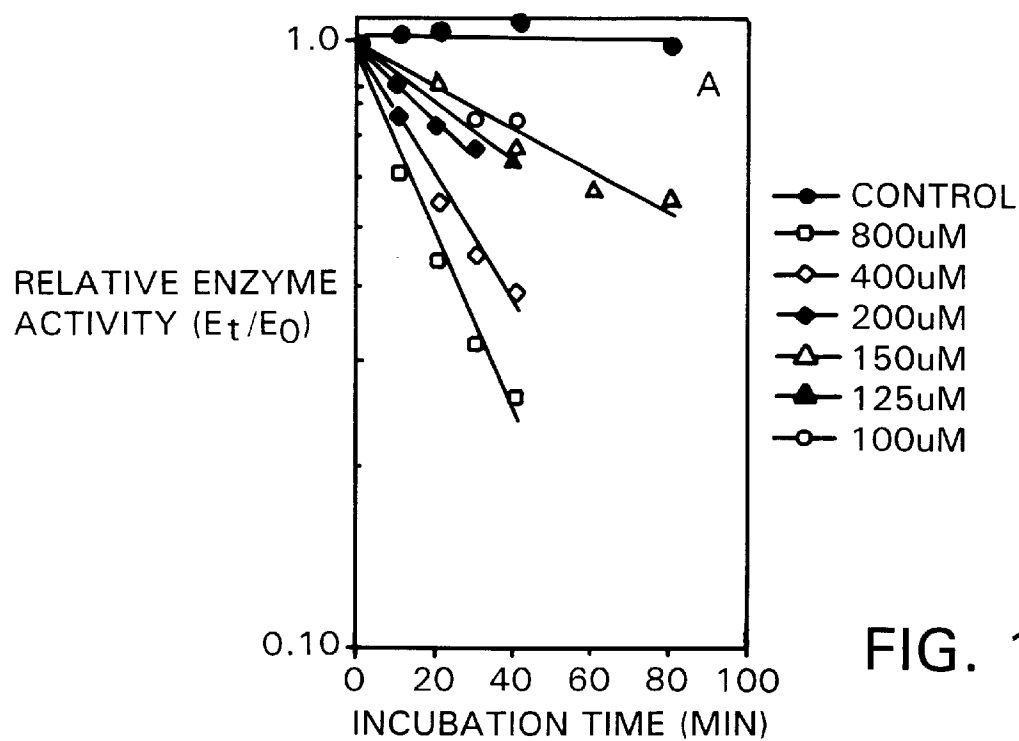 1.0
A
RELATIVE ENZYME
ACTIVITY (Et/E0)
0.10
0 20 40 60 80 100
INCUBATION TIME (MIN)
CONTROL
800uM
400uM
200uM
150uM
125uM
100uM
FIG.